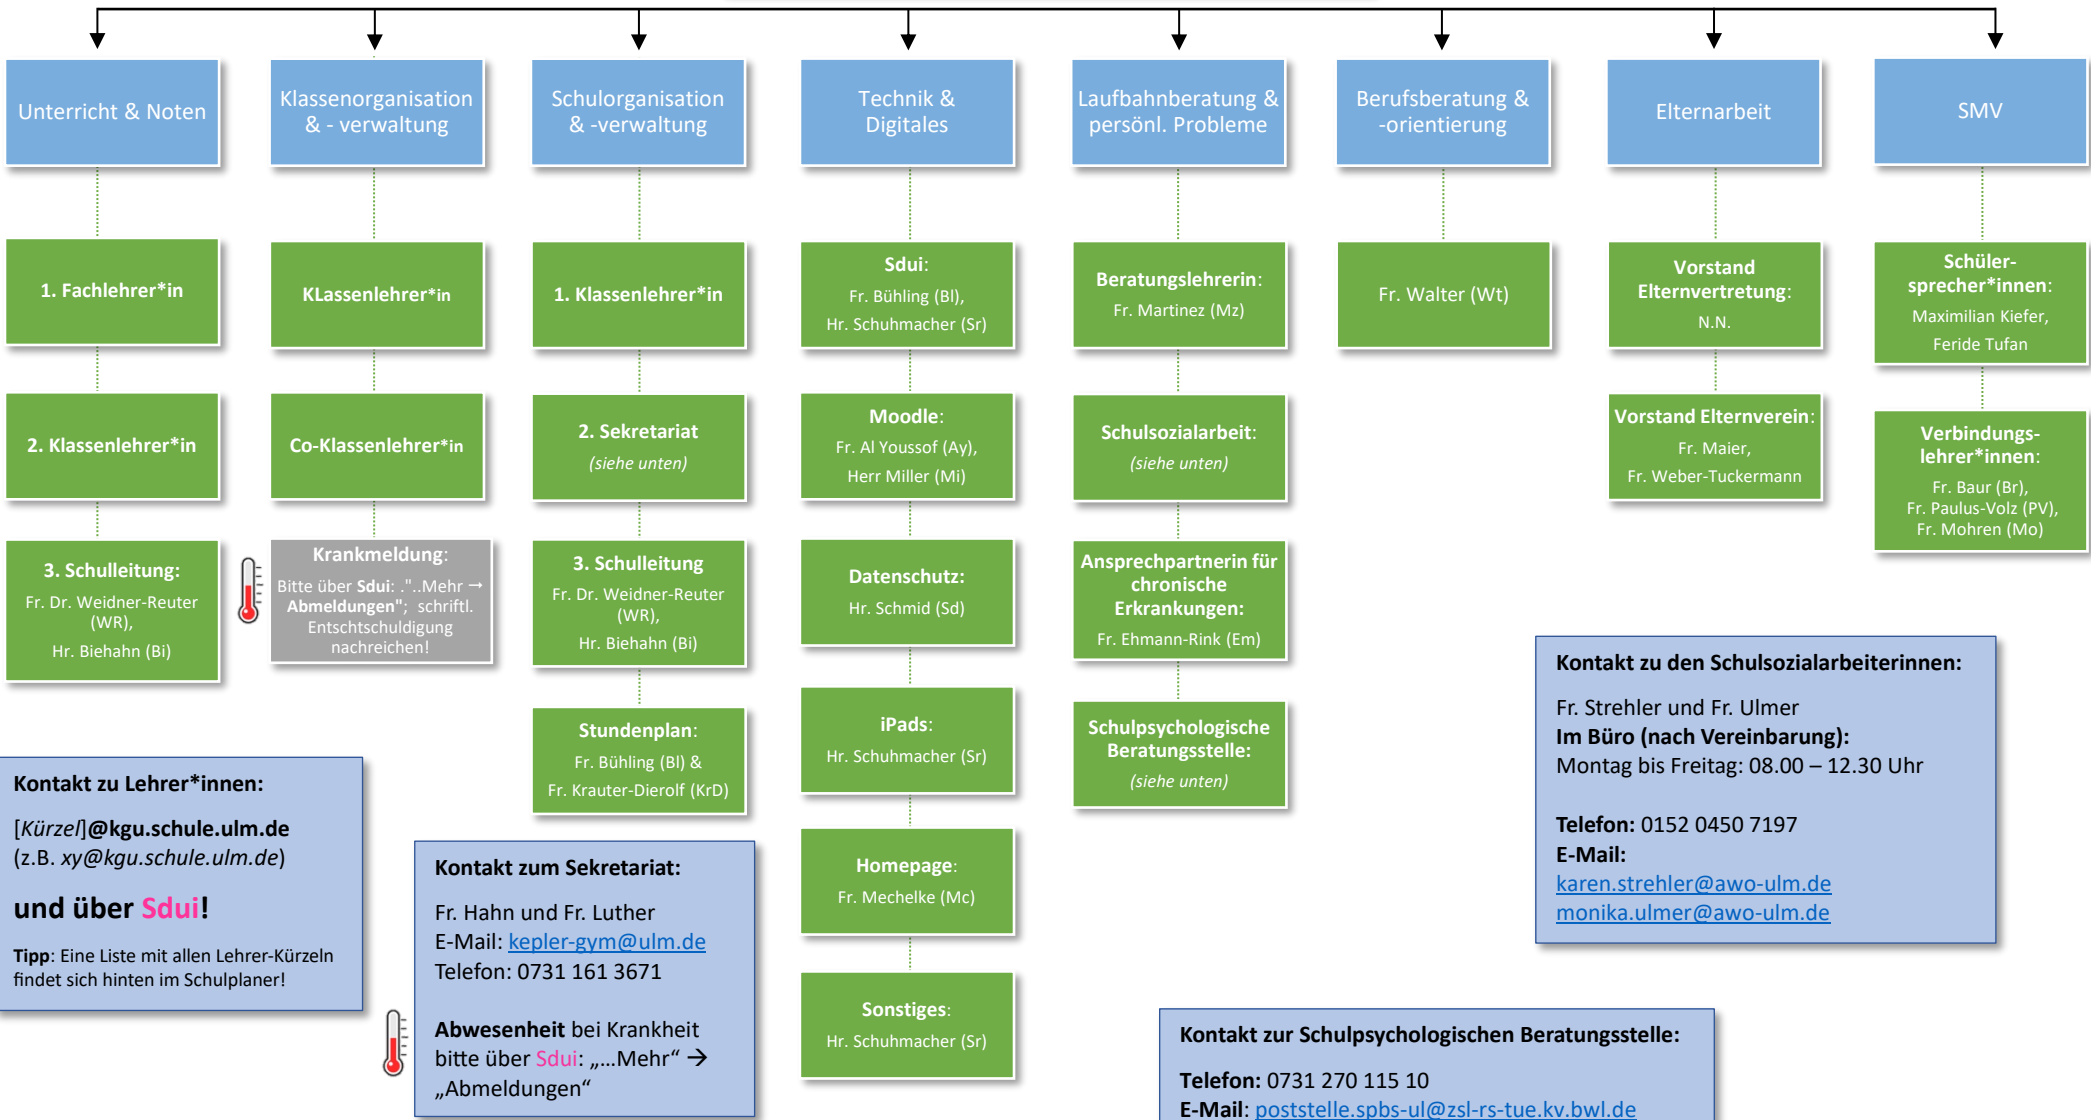 Unterricht & Noten
1. Fachlehrer*in
2. Klassenlehrer*in
3. Schulleitung:
Fr. Dr. Weidner-Reuter
(WR),
Hr. Biehahn (Bi)
Klassenorganisation
& - verwaltung
KLassenlehrer*in
Co-Klassenlehrer*in
Krankmeldung:
Bitte über Sdui: ."..Mehr →
Abmeldungen"; schriftl.
Entschtschuldigung
nachreichen!
Schulorganisation
& -verwaltung
1. Klassenlehrer*in
2. Sekretariat
(siehe unten)
3. Schulleitung
Fr. Dr. Weidner-Reuter
(WR),
Hr. Biehahn (Bi)
Stundenplan:
Fr. Bühling (Bl) &
Fr. Krauter-Dierolf (KrD)
Technik &
Digitales
Sdui:
Fr. Bühling (Bl),
Hr. Schuhmacher (Sr)
Moodle:
Fr. Al Youssof (Ay),
Herr Miller (Mi)
Datenschutz:
Hr. Schmid (Sd)
iPads:
Hr. Schuhmacher (Sr)
Homepage:
Fr. Mechelke (Mc)
Sonstiges:
Hr. Schuhmacher (Sr)
Laufbahnberatung &
persönl. Probleme
Beratungslehrerin:
Fr. Martinez (Mz)
Schulsozialarbeit:
(siehe unten)
Ansprechpartnerin für
chronische
Erkrankungen:
Fr. Ehmann-Rink (Em)
Schulpsychologische
Beratungsstelle:
(siehe unten)
Berufsberatung &
-orientierung
Fr. Walter (Wt)
Elternarbeit
Vorstand
Elternvertretung:
N.N.
Vorstand Elternverein:
Fr. Maier,
Fr. Weber-Tuckermann
SMV
Schüler-
sprecher*innen:
Maximilian Kiefer,
Feride Tufan
Verbindungs-
lehrer*innen:
Fr. Baur (Br),
Fr. Paulus-Volz (PV),
Fr. Mohren (Mo)
Kontakt zu Lehrer*innen:
[Kürzel]@kgu.schule.ulm.de
(z.B. xy@kgu.schule.ulm.de)
und über Sdui!
Tipp: Eine Liste mit allen Lehrer-Kürzeln
findet sich hinten im Schulplaner!
Kontakt zum Sekretariat:
Fr. Hahn und Fr. Luther
E-Mail: kepler-gym@ulm.de
Telefon: 0731 161 3671
Abwesenheit bei Krankheit
bitte über Sdui: „...Mehr“ →
„Abmeldungen“
Kontakt zu den Schulsozialarbeiterinnen:
Fr. Strehler und Fr. Ulmer
Im Büro (nach Vereinbarung):
Montag bis Freitag: 08.00 – 12.30 Uhr
Telefon: 0152 0450 7197
E-Mail:
karen.strehler@awo-ulm.de
monika.ulmer@awo-ulm.de
Kontakt zur Schulpsychologischen Beratungsstelle:
Telefon: 0731 270 115 10
E-Mail: poststelle.spbs-ul@zsl-rs-tue.kv.bwl.de